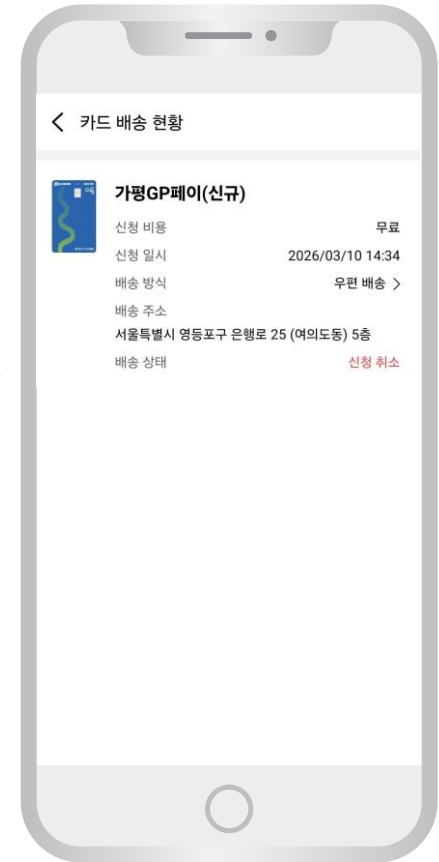 카드 배송 현황
가평GP페이(신규)
신청 비용 무료
신청 일시 2026/03/10 14:34
배송 방식 우편 배송 >
배송 주소
서울특별시 영등포구 은행로 25 (여의도동) 5층
배송 상태 신청 취소